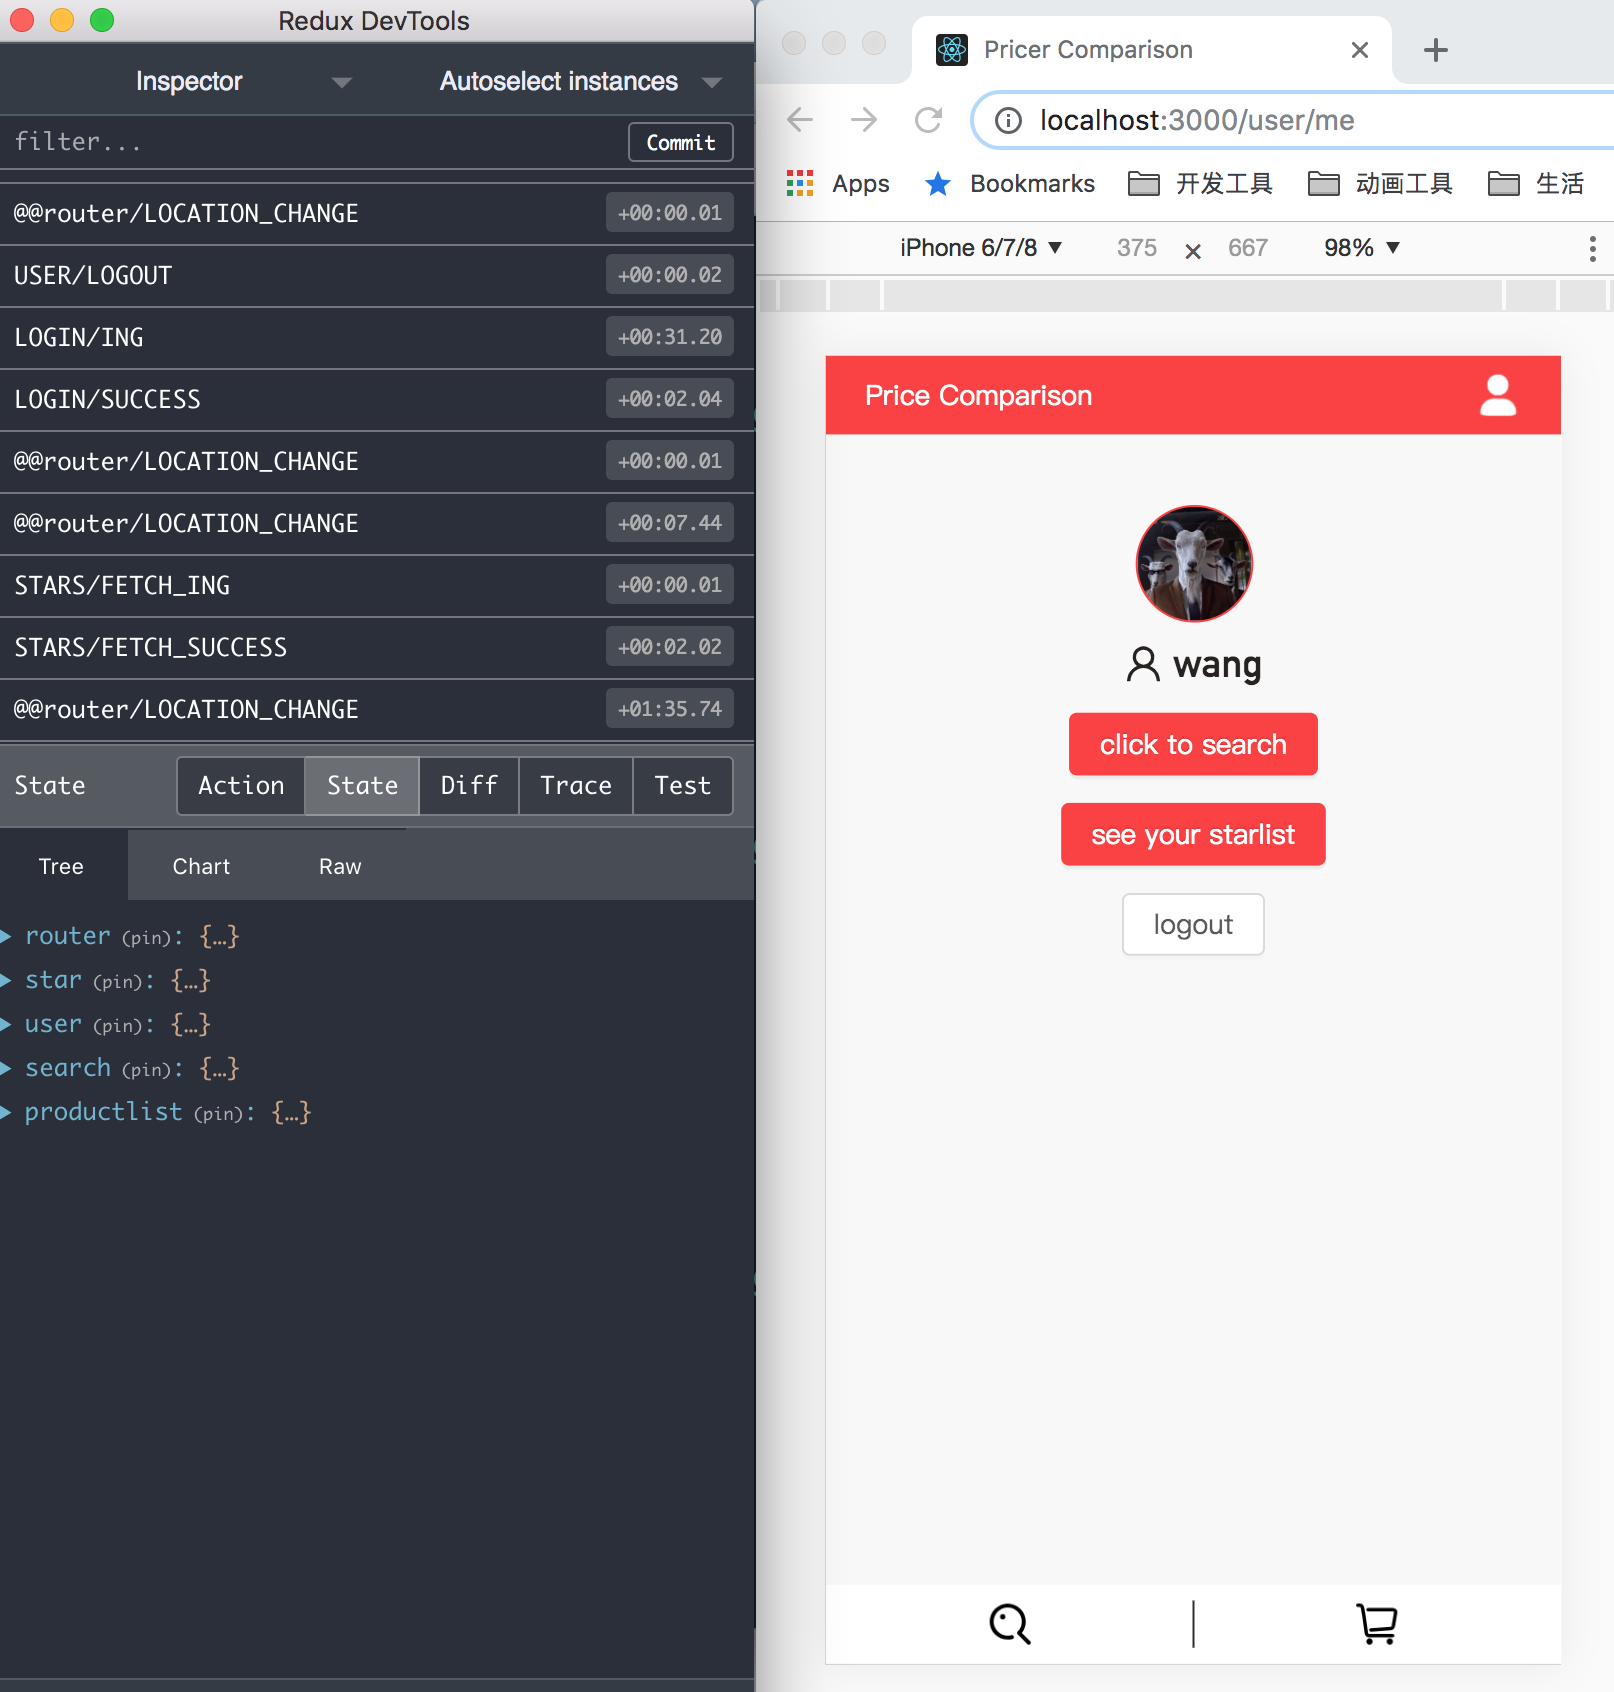 Redux DevTools
Inspector
Autoselect instances
filter...
Commit
@@router/LOCATION_CHANGE +00:00.01
USER/LOGOUT +00:00.02
LOGIN/ING +00:31.20
LOGIN/SUCCESS +00:02.04
@@router/LOCATION_CHANGE +00:00.01
@@router/LOCATION_CHANGE +00:07.44
STARS/FETCH_ING +00:00.01
STARS/FETCH_SUCCESS +00:02.02
@@router/LOCATION_CHANGE +01:35.74
State
Action State Diff Trace Test
Tree Chart Raw
router (pin): {…}
star (pin): {…}
user (pin): {…}
search (pin): {…}
productlist (pin): {…}
Pricer Comparison
localhost:3000/user/me
Apps Bookmarks 开发工具 动画工具 生活
iPhone 6/7/8 ▼ 375 × 667 98% ▼
Price Comparison
wang
click to search
see your starlist
logout